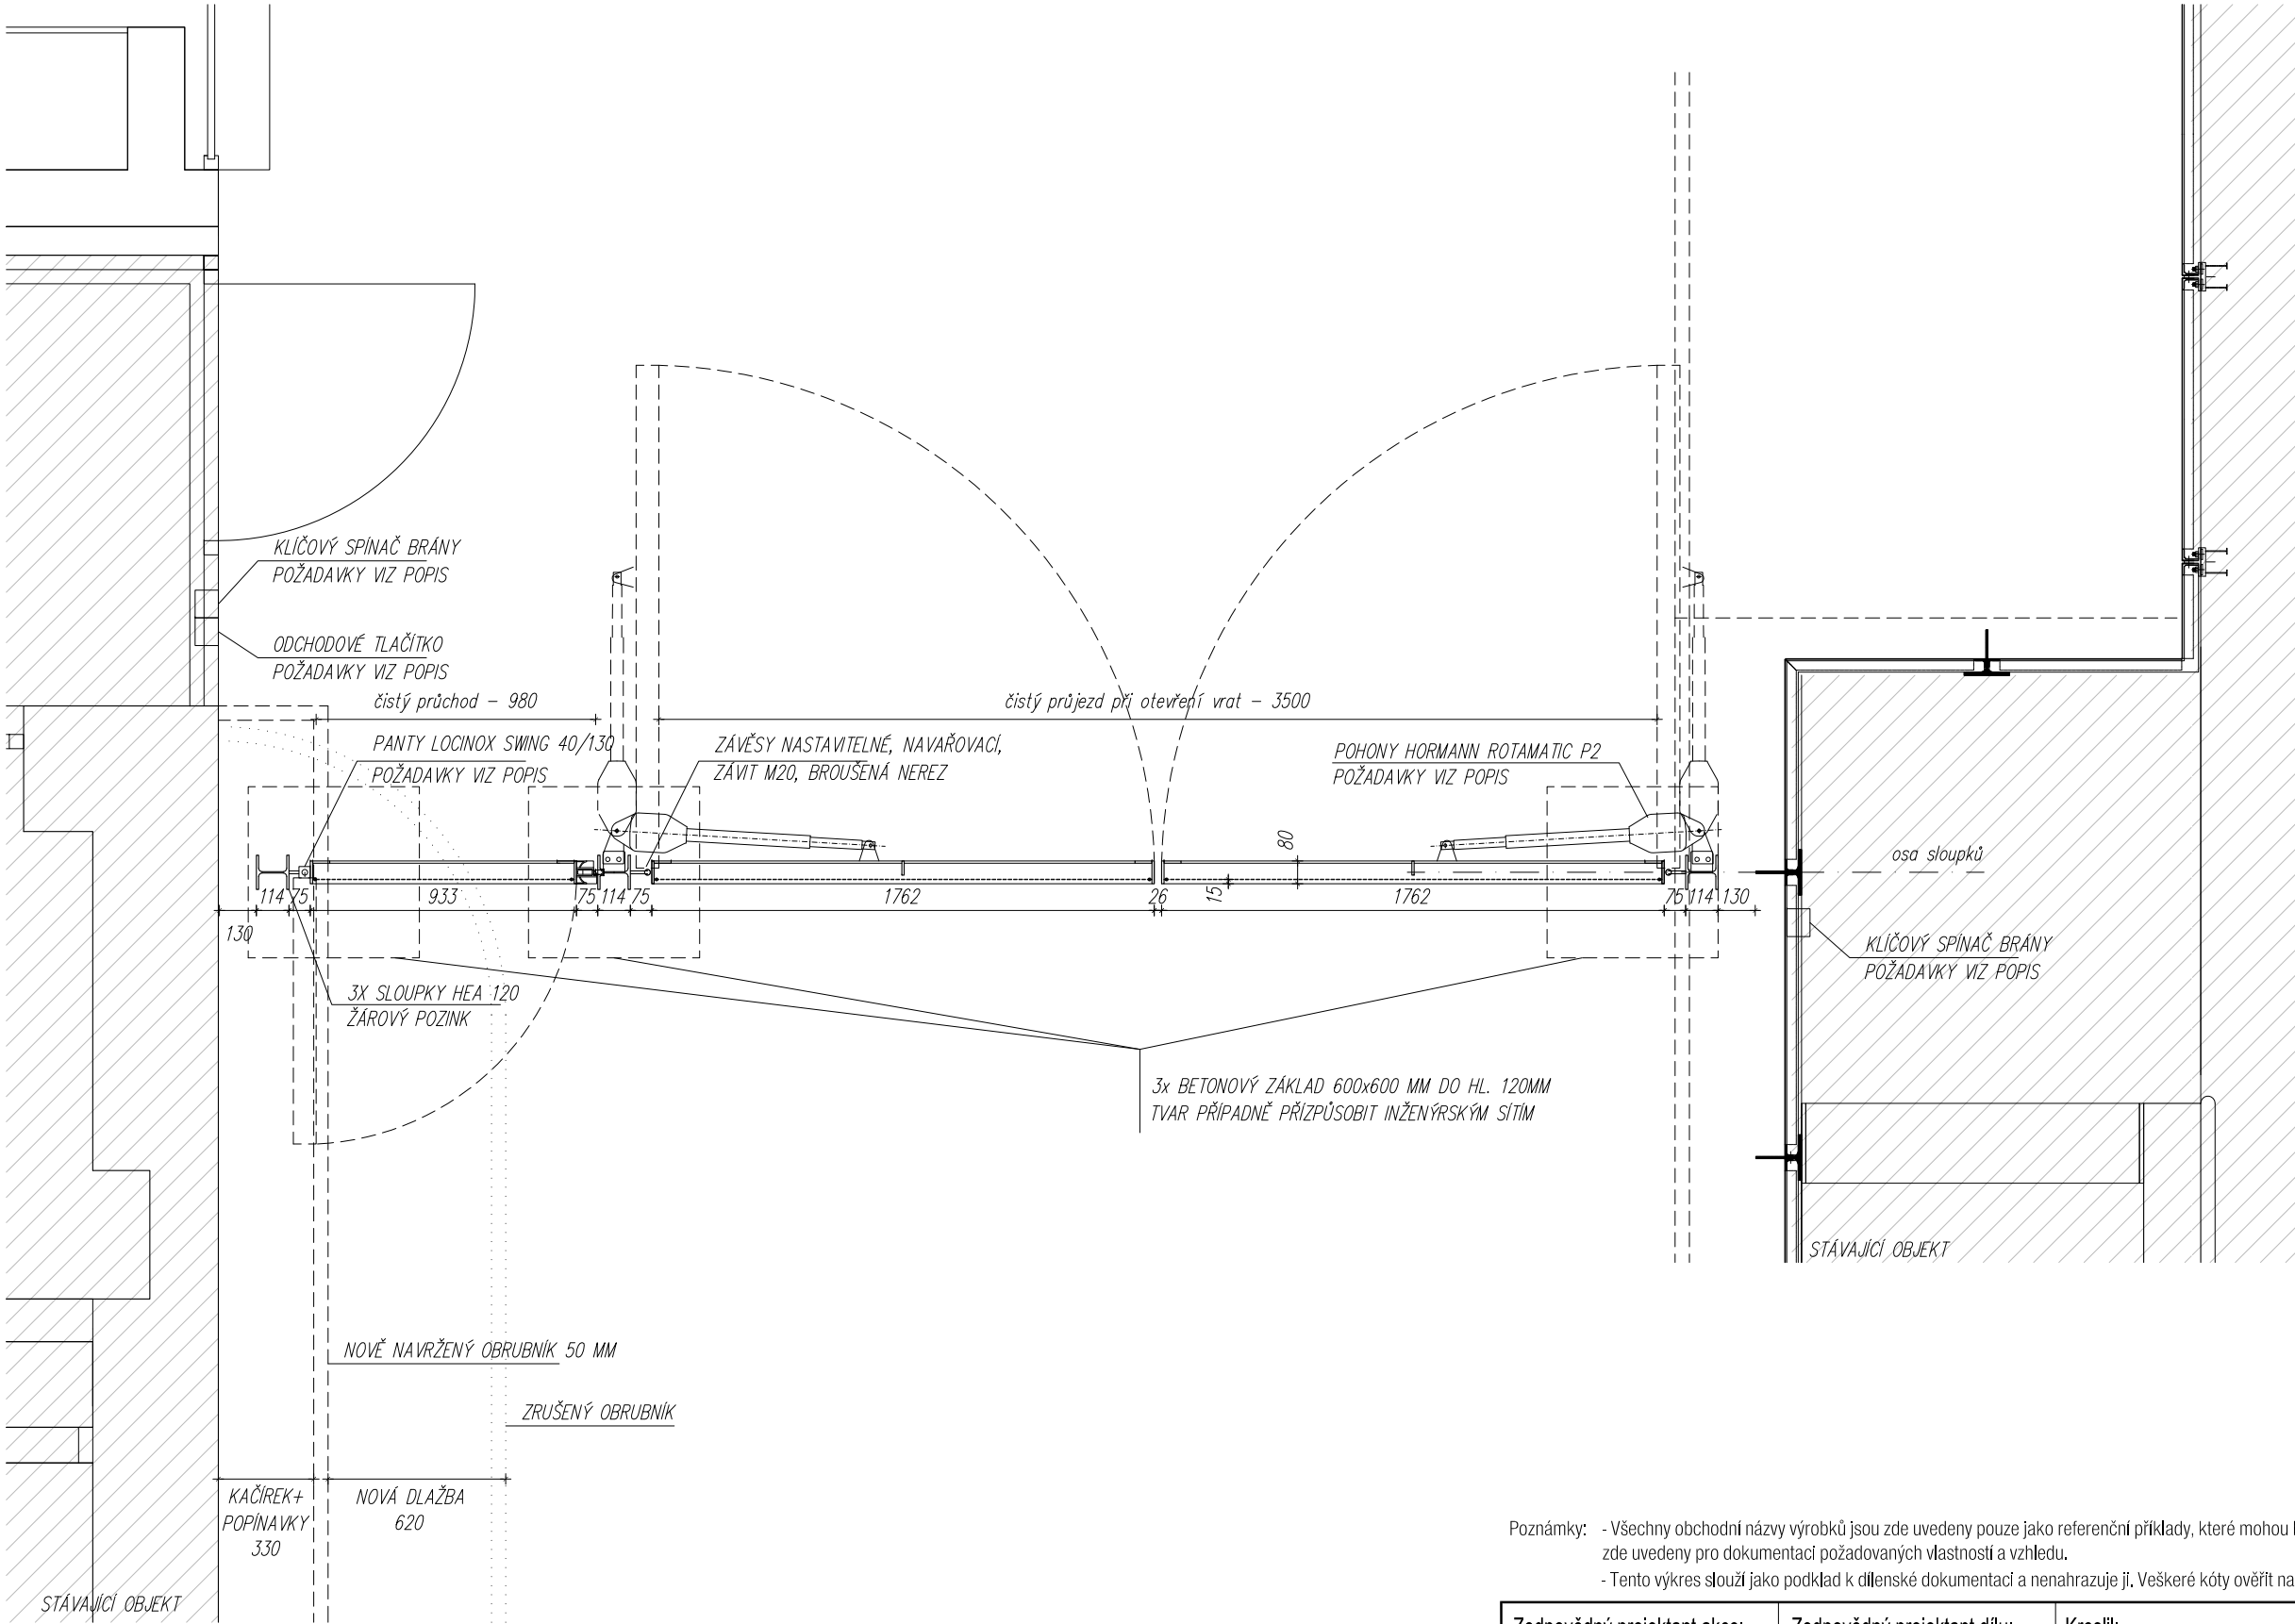 KLÍČOVÝ SPÍNAČ BRÁNY
POŽADAVKY VIZ POPIS
ODCHODOVÉ TLAČÍTKO
POŽADAVKY VIZ POPIS
čistý průchod – 980
čistý průjezd při otevření vrat – 3500
PANTY LOCINOX SWING 40/130
POŽADAVKY VIZ POPIS
ZÁVĚSY NASTAVITELNÉ, NAVAŘOVACÍ,
ZÁVIT M20, BROUŠENÁ NEREZ
POHONY HORMANN ROTAMATIC P2
POŽADAVKY VIZ POPIS
80
osa sloupků
130
114
75
933
75
114
75
1762
26
15
1762
75
114
130
KLÍČOVÝ SPÍNAČ BRÁNY
POŽADAVKY VIZ POPIS
3X SLOUPKY HEA 120
ŽÁROVÝ POZINK
3x BETONOVÝ ZÁKLAD 600x600 MM DO HL. 120MM
TVAR PŘÍPADNĚ PŘÍZPŮSOBIT INŽENÝRSKÝM SÍTÍM
STÁVAJÍCÍ OBJEKT
NOVĚ NAVRŽENÝ OBRUBNÍK 50 MM
ZRUŠENÝ OBRUBNÍK
KAČÍREK+
POPÍNAVKY
330
NOVÁ DLAŽBA
620
STÁVAJÍCÍ OBJEKT
Poznámky: - Všechny obchodní názvy výrobků jsou zde uvedeny pouze jako referenční příklady, které mohou
zde uvedeny pro dokumentaci požadovaných vlastností a vzhledu.
- Tento výkres slouží jako podklad k dílenské dokumentaci a nenahrazuje ji. Veškeré kóty ověřit na
Zodpovědný projektant akce:
Zodpovědný projektant dílu:
Kreslil: